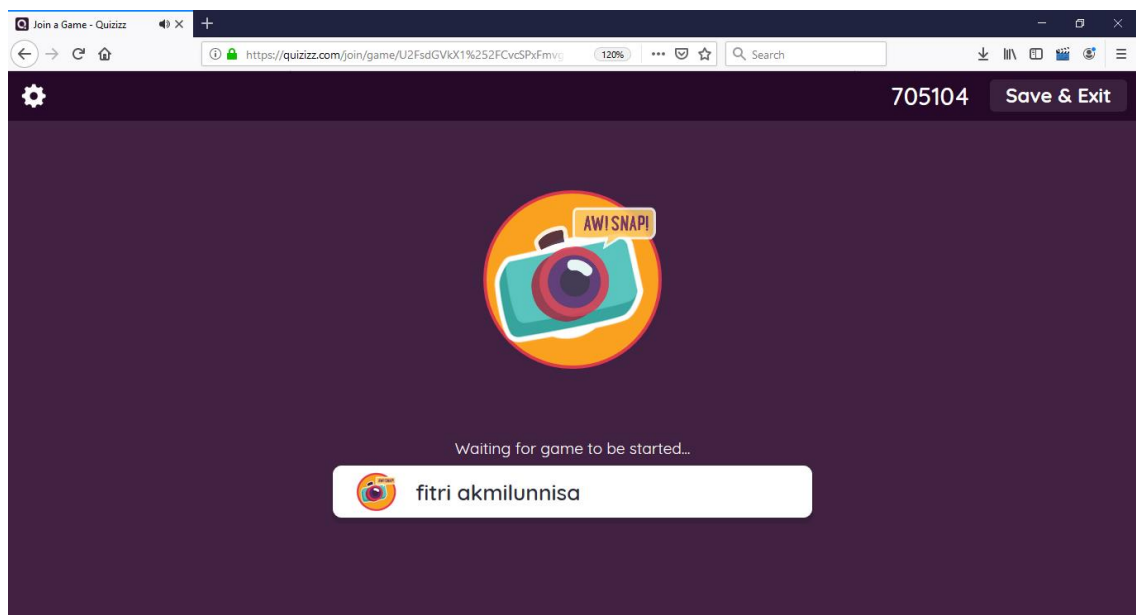 Join a Game - Quizizz
https://quizizz.com/join/game/U2FsdGVkX1%252FCvcSPxFmvg 120% Search
705104 Save & Exit
AW! SNAP!
Waiting for game to be started...
fitri akmilunnisa